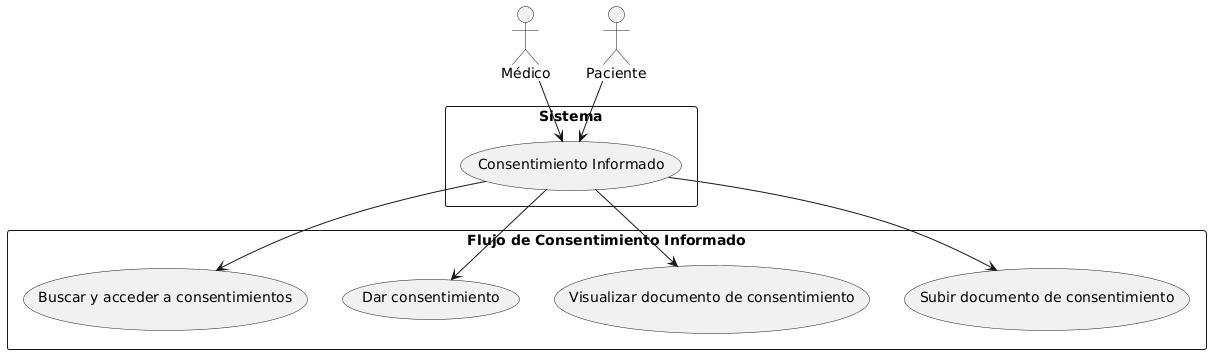 Médico
Paciente
Sistema
Consentimiento Informado
Flujo de Consentimiento Informado
Buscar y acceder a consentimientos
Dar consentimiento
Visualizar documento de consentimiento
Subir documento de consentimiento